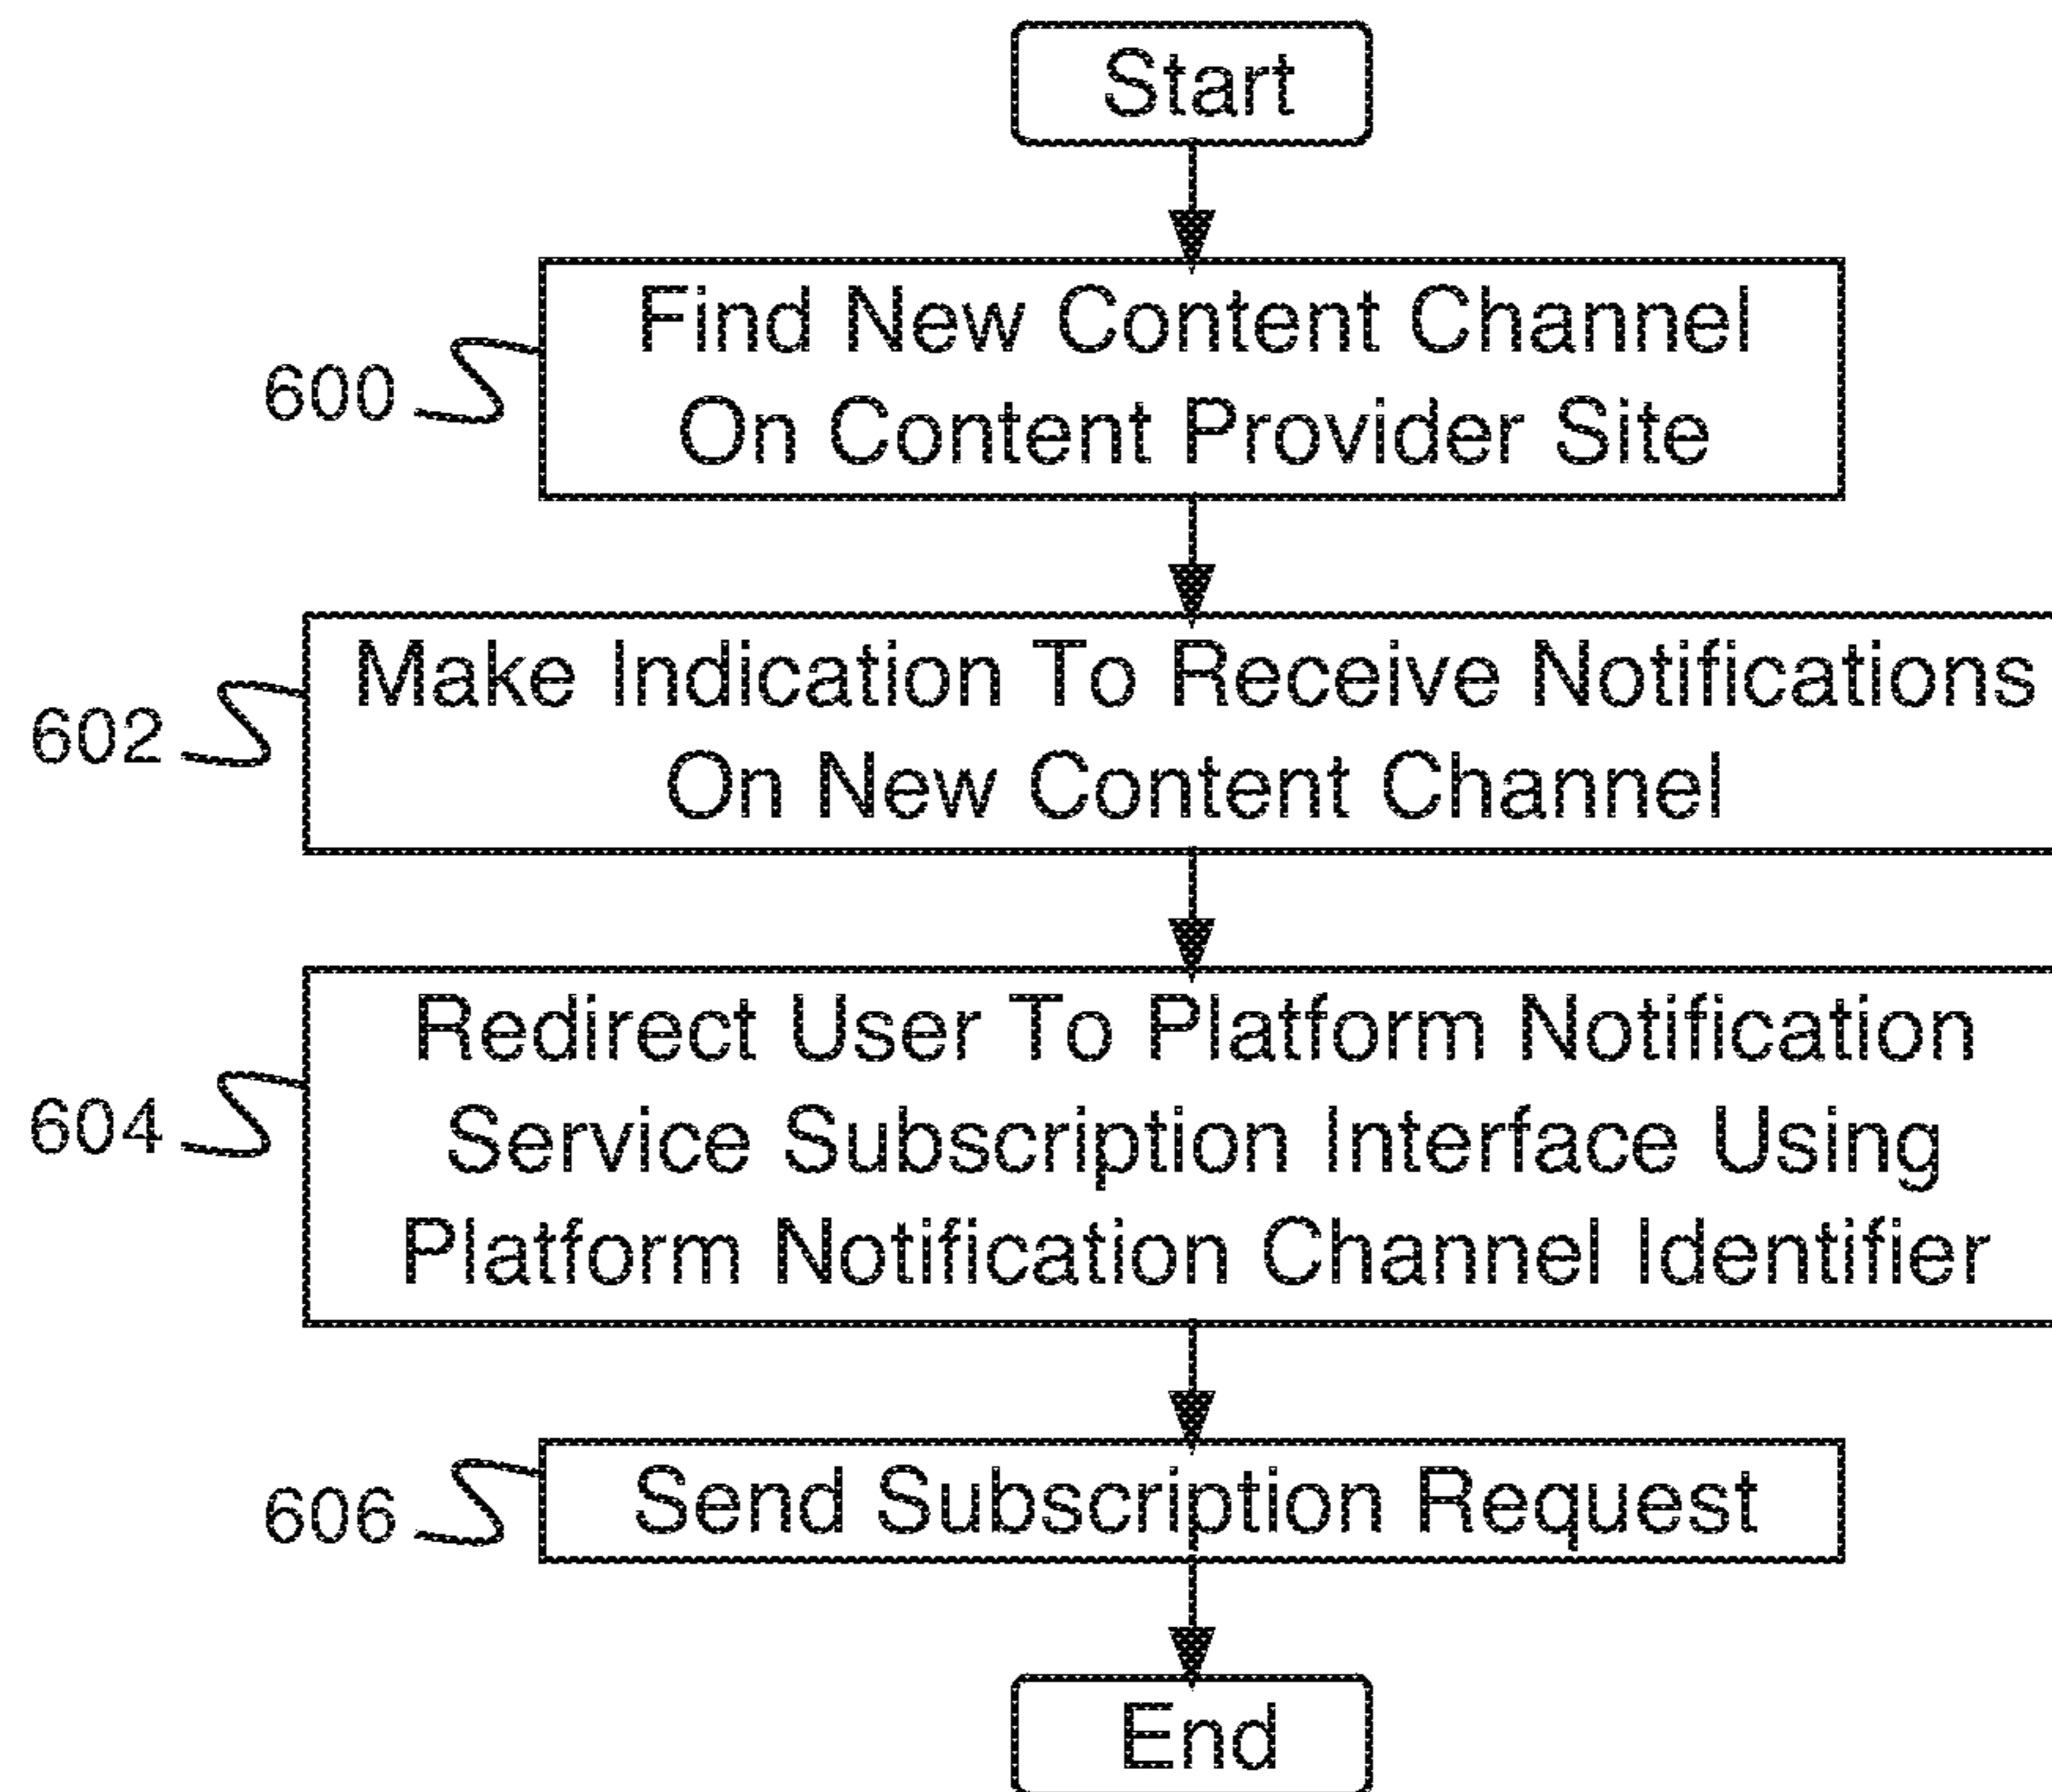 Start
600
Find New Content Channel
On Content Provider Site
602
Make Indication To Receive Notifications
On New Content Channel
604
Redirect User To Platform Notification
Service Subscription Interface Using
Platform Notification Channel Identifier
606
Send Subscription Request
End